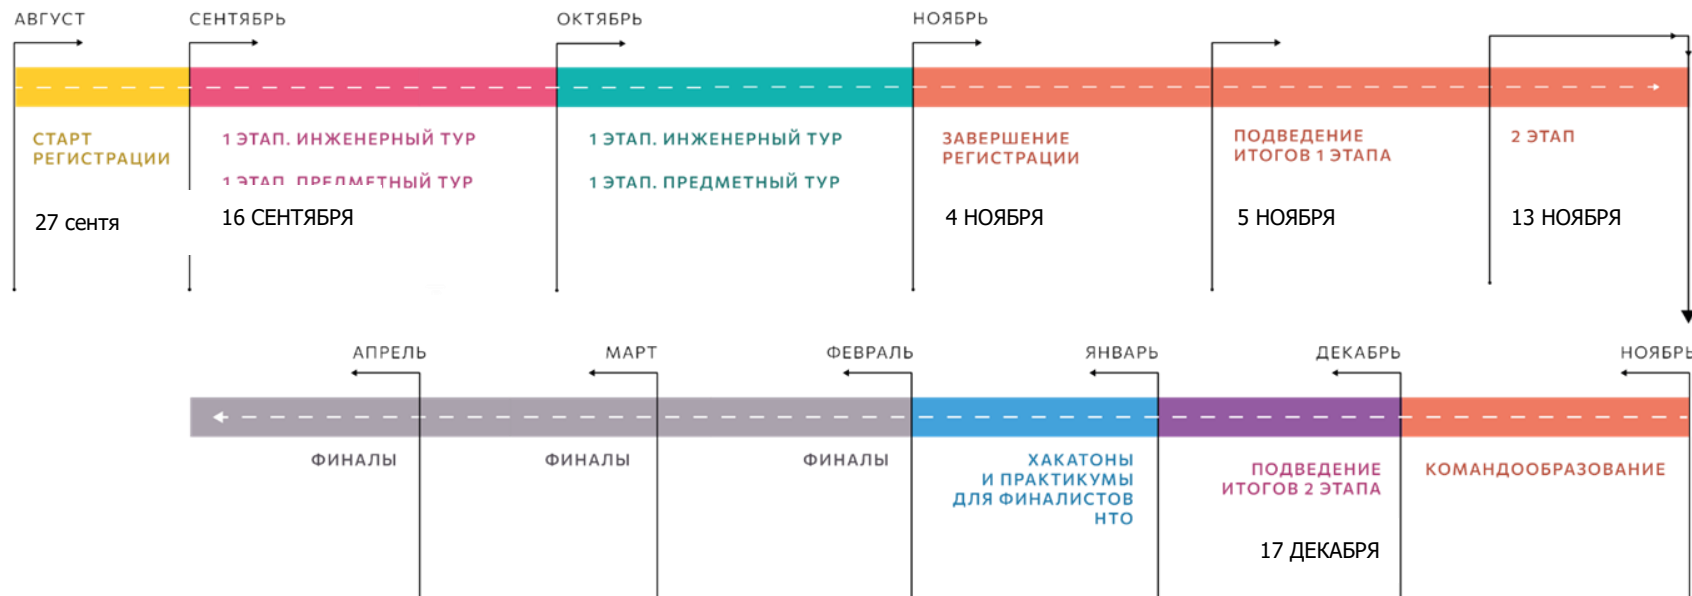 АВГУСТ
СЕНТЯБРЬ
ОКТЯБРЬ
НОЯБРЬ
СТАРТ
РЕГИСТРАЦИИ
27 сентя
1 ЭТАП. ИНЖЕНЕРНЫЙ ТУР
1 ЭТАП. ПРЕДМЕТНЫЙ ТУР
16 СЕНТЯБРЯ
1 ЭТАП. ИНЖЕНЕРНЫЙ ТУР
1 ЭТАП. ПРЕДМЕТНЫЙ ТУР
ЗАВЕРШЕНИЕ
РЕГИСТРАЦИИ
4 НОЯБРЯ
ПОДВЕДЕНИЕ
ИТОГОВ 1 ЭТАПА
5 НОЯБРЯ
2 ЭТАП
13 НОЯБРЯ
АПРЕЛЬ
МАРТ
ФЕВРАЛЬ
ЯНВАРЬ
ДЕКАБРЬ
НОЯБРЬ
ФИНАЛЫ
ФИНАЛЫ
ФИНАЛЫ
ХАКАТОНЫ
И ПРАКТИКУМЫ
ДЛЯ ФИНАЛИСТОВ
НТО
ПОДВЕДЕНИЕ
ИТОГОВ 2 ЭТАПА
17 ДЕКАБРЯ
КОМАНДООБРАЗОВАНИЕ